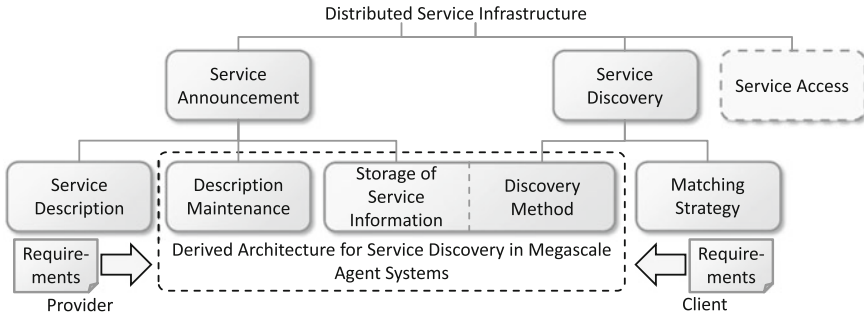 Distributed Service Infrastructure
Service
Announcement
Service
Discovery
Service Access
Service
Description
Description
Maintenance
Storage of
Service
Information
Discovery
Method
Matching
Strategy
Derived Architecture for Service Discovery in Megascale
Agent Systems
Require-
ments
Provider
Require-
ments
Client